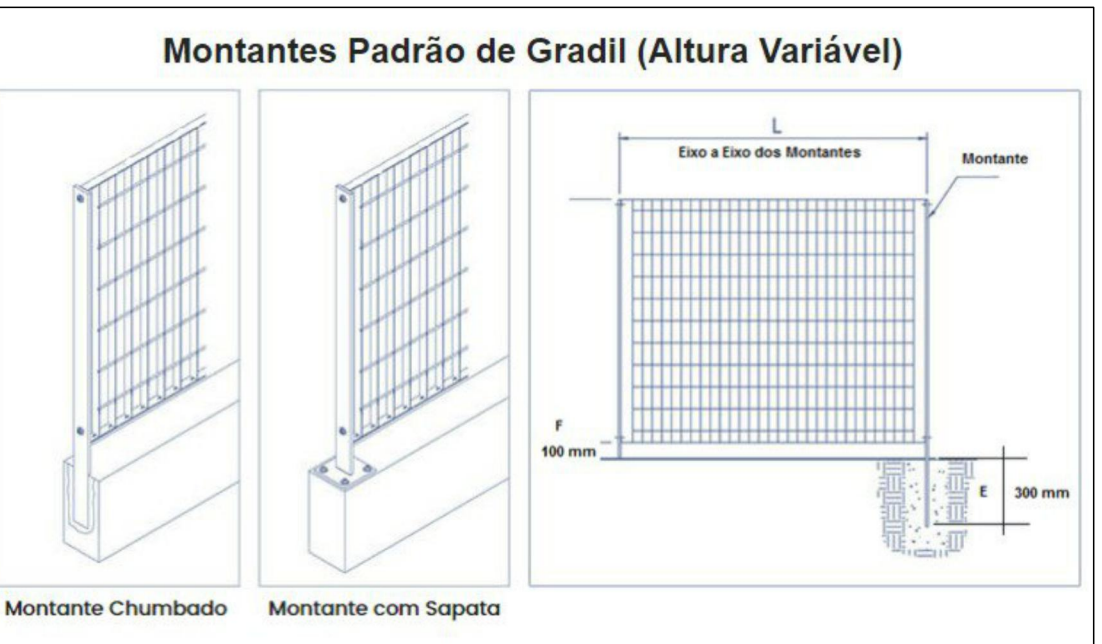 Montantes Padrão de Gradil (Altura Variável)
L
Eixo a Eixo dos Montantes
Montante
F
100 mm
E
300 mm
Montante Chumbado
Montante com Sapata